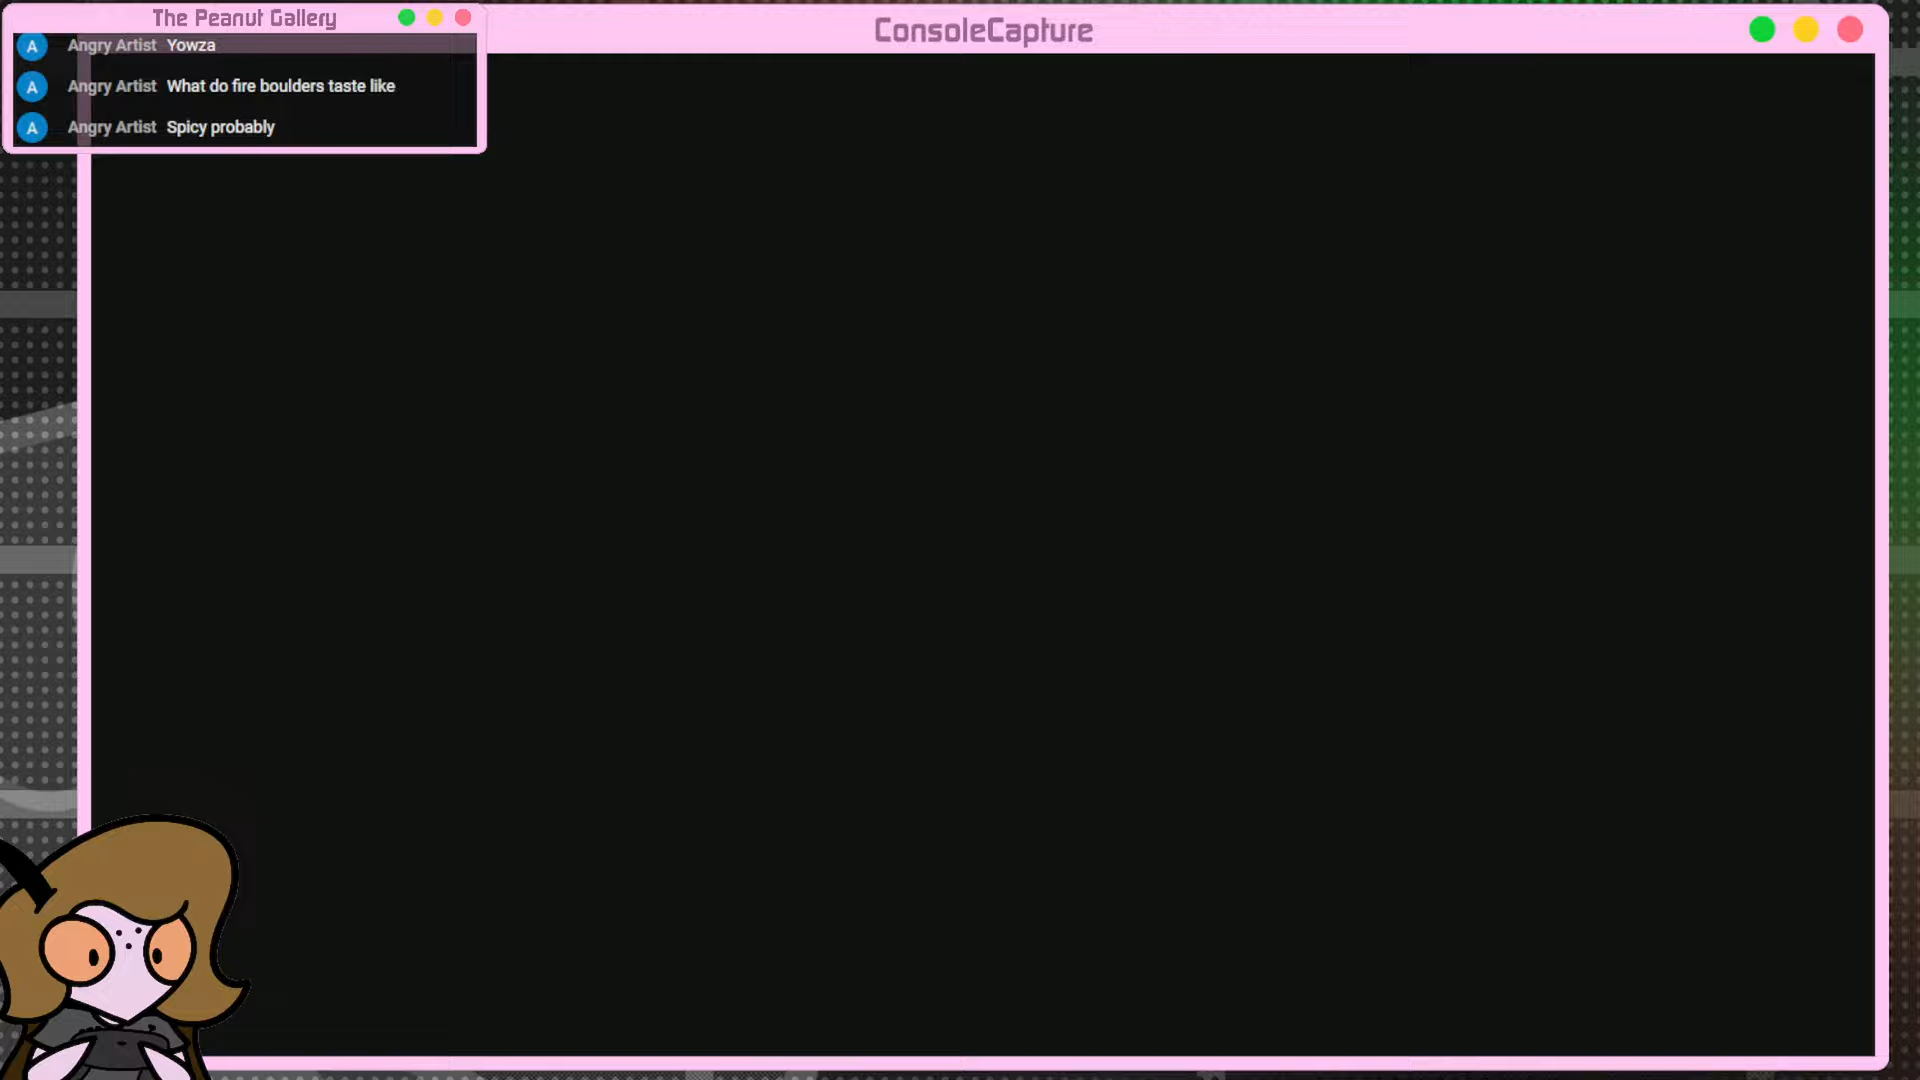 The Peanut Gallery
ConsoleCapture
A Angry Artist Yowza
A Angry Artist What do fire boulders taste like
A Angry Artist Spicy probably